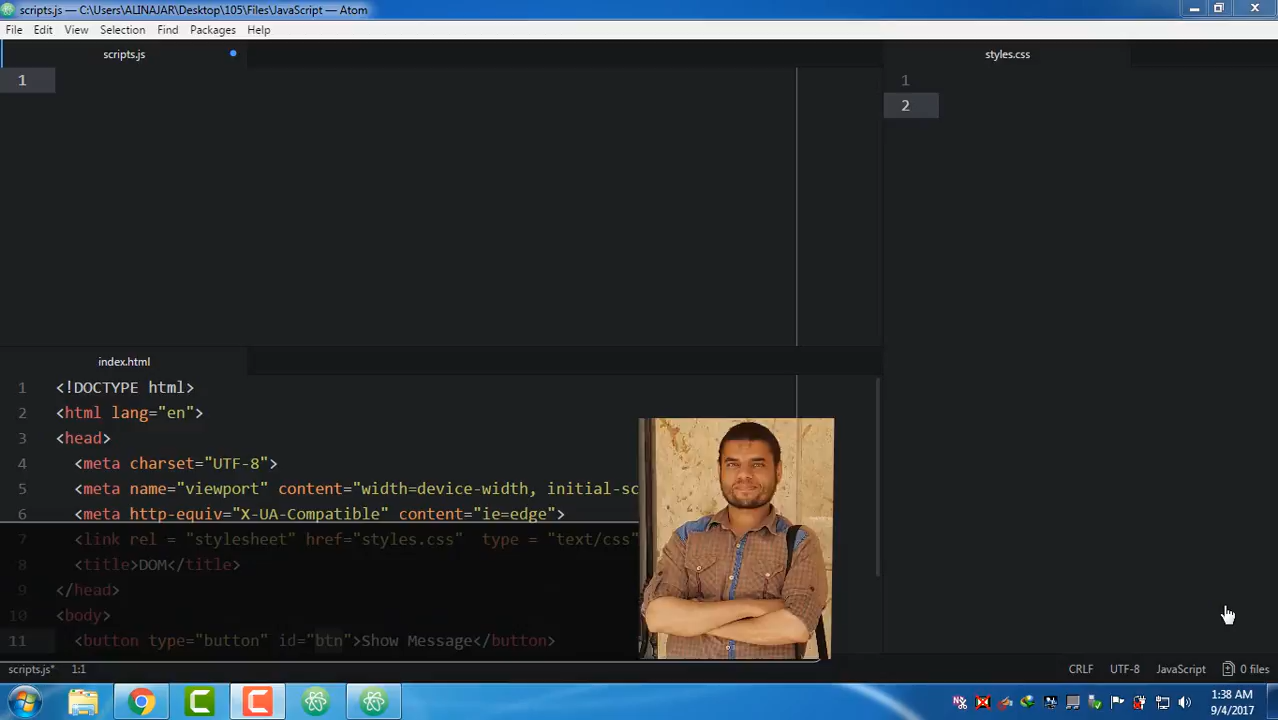 scripts.js — C:\Users\ALINAJAR\Desktop\105\Files\JavaScript — Atom
File Edit View Selection Find Packages Help
scripts.js
1
styles.css
1
2
index.html
1 <!DOCTYPE html>
2 <html lang="en">
3 <head>
4 <meta charset="UTF-8">
5 <meta name="viewport" content="width=device-width, initial-sc
6 <meta http-equiv="X-UA-Compatible" content="ie=edge">
7 <link rel = "stylesheet" href="styles.css" type = "text/css"
8 <title>DOM</title>
9 </head>
10 <body>
11 <button type="button" id="btn">Show Message</button>
scripts.js* 1:1 CRLF UTF-8 JavaScript 0 files
1:38 AM
9/4/2017